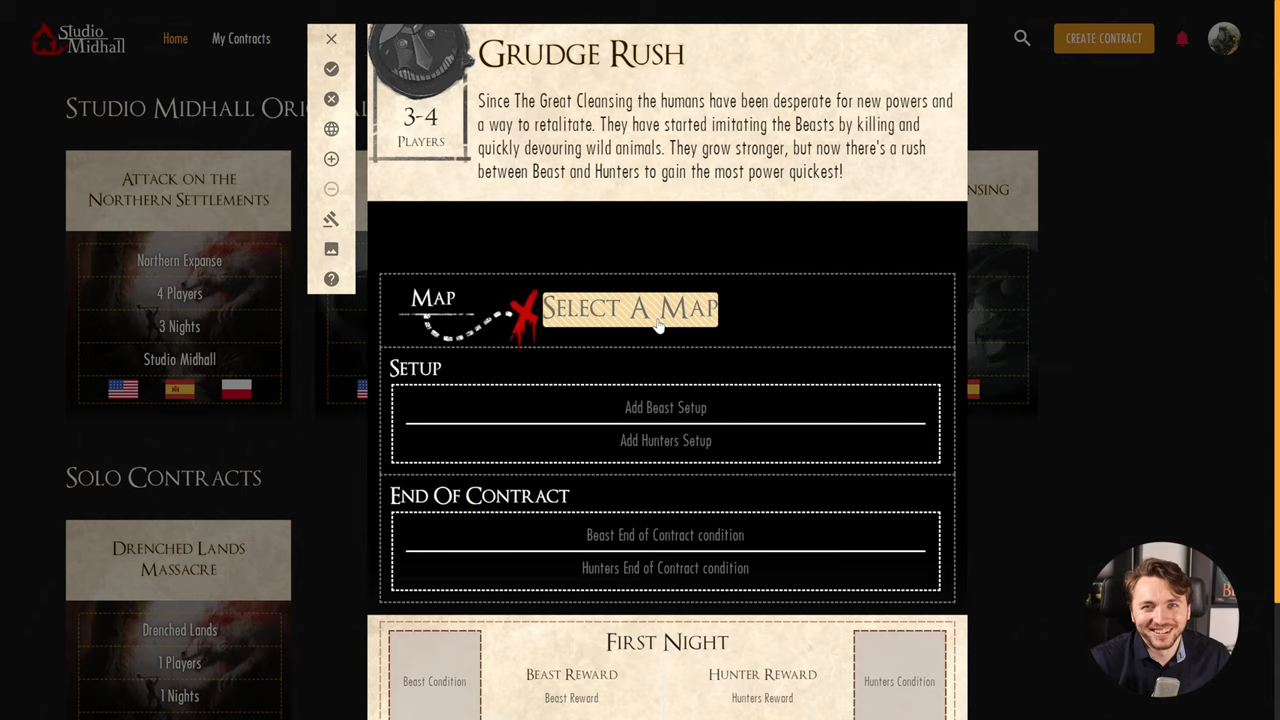 Studio
Midhall
Home
My Contracts
CREATE CONTRACT
STUDIO MIDHALL ORI
ATTACK ON THE
NORTHERN SETTLEMENTS
Northern Expanse
4 Players
3 Nights
Studio Midhall
SOLO CONTRACTS
DRENCHED LANDS
MASSACRE
Drenched Lands
1 Players
1 Nights
3-4
PLAYERS
GRUDGE RUSH
Since The Great Cleansing the humans have been desperate for new powers and
a way to retalitate. They have started imitating the Beasts by killing and
quickly devouring wild animals. They grow stronger, but now there's a rush
between Beast and Hunters to gain the most power quickest!
MAP
SELECT A MAP
SETUP
Add Beast Setup
Add Hunters Setup
END OF CONTRACT
Beast End of Contract condition
Hunters End of Contract condition
FIRST NIGHT
Beast Condition
BEAST REWARD
Beast Reward
HUNTER REWARD
Hunters Reward
Hunters Condition